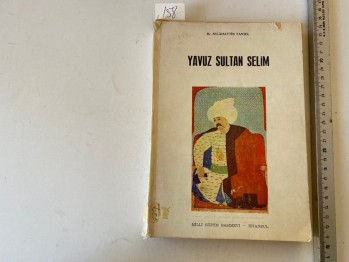 158
YAVUZ SULTAN SELİM
MİLLÎ EĞİTİM BASIMEVİ — İSTANBUL